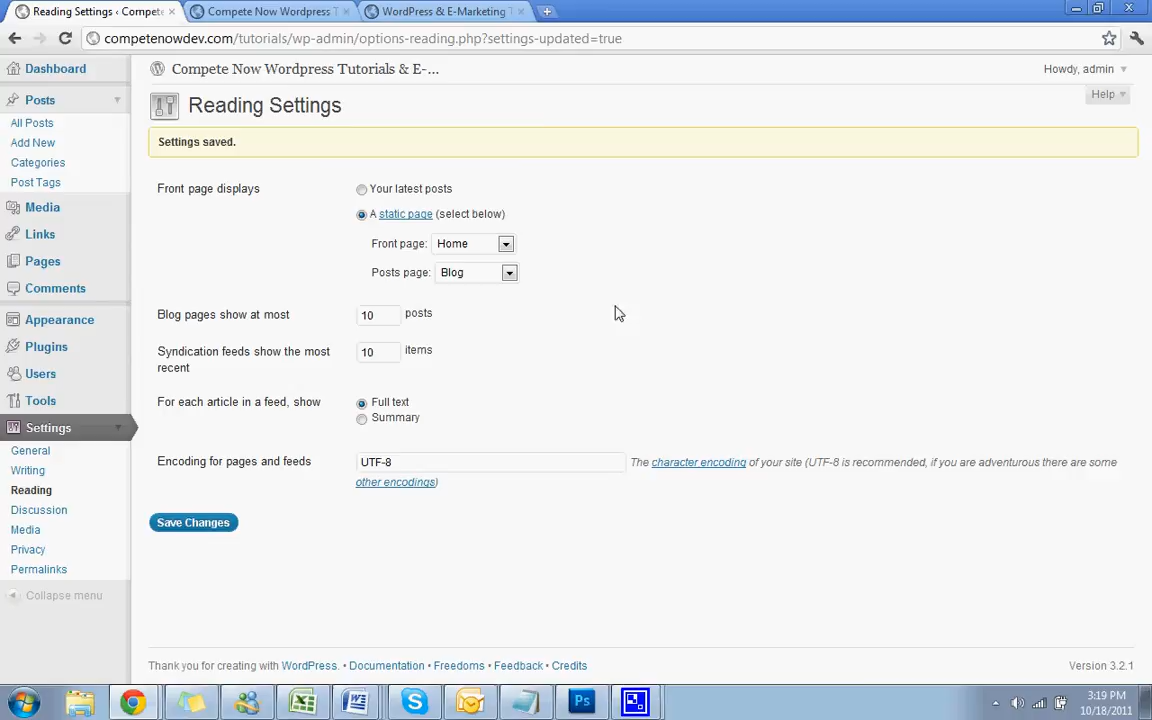 Reading Settings ‹ Compete
Compete Now Wordpress T
WordPress & E-Marketing T
competenowdev.com/tutorials/wp-admin/options-reading.php?settings-updated=true
Dashboard
Compete Now Wordpress Tutorials & E-...
Howdy, admin
Help
Posts
Reading Settings
All Posts
Add New
Settings saved.
Categories
Post Tags
Front page displays
Your latest posts
Media
A static page (select below)
Links
Front page: Home
Pages
Posts page: Blog
Comments
Blog pages show at most 10 posts
Appearance
Plugins
Syndication feeds show the most
recent
10 items
Users
Tools
For each article in a feed, show
Full text
Summary
Settings
General
Writing
Encoding for pages and feeds
UTF-8
The character encoding of your site (UTF-8 is recommended, if you are adventurous there are some
other encodings)
Reading
Discussion
Save Changes
Media
Privacy
Permalinks
Collapse menu
Thank you for creating with WordPress. • Documentation • Freedoms • Feedback • Credits
Version 3.2.1
Ps
3:19 PM
10/18/2011